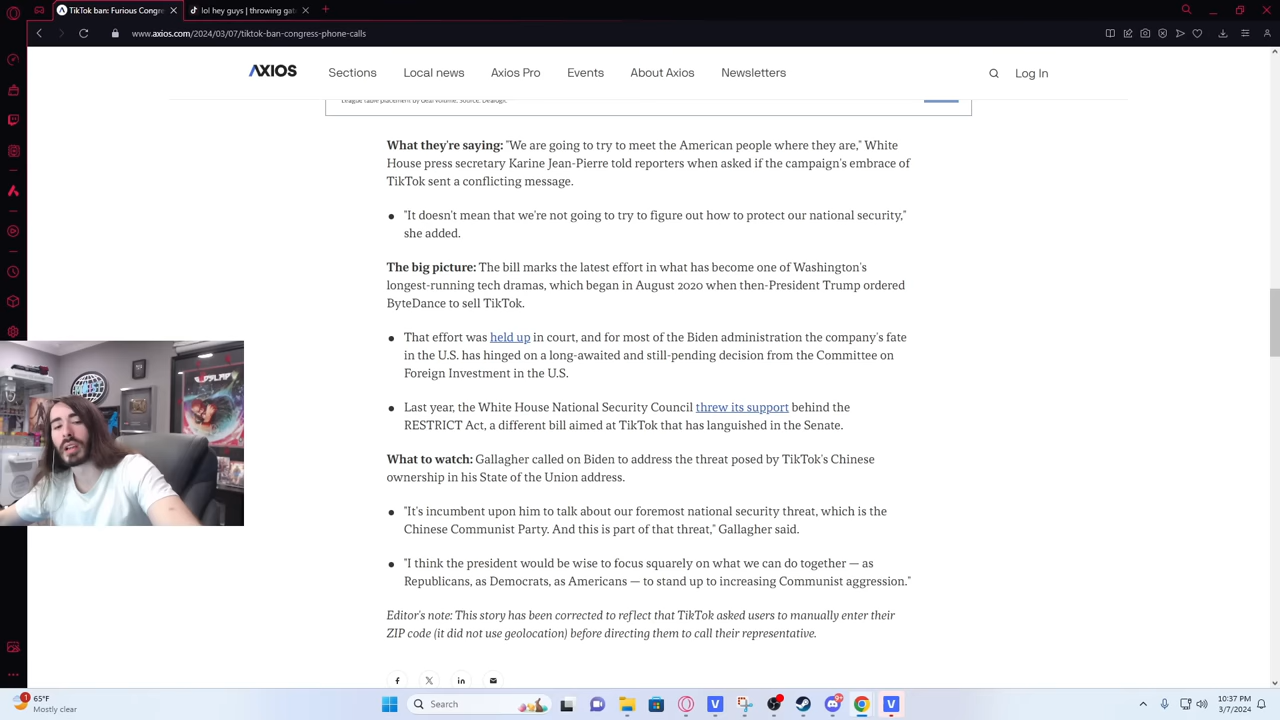 Iron Lung young guys | Funny Congre
Holy jumping gate
www.axios.com/2024/03/07/tiktok-ban-congress-phone-calls
AXIOS
Sections
Local news
Axios Pro
Events
About Axios
Newsletters
Log In
League table placement by deal volume; Source: Dealogic
What they're saying: "We are going to try to meet the American people where they are," White
House press secretary Karine Jean-Pierre told reporters when asked if the campaign's embrace of
TikTok sent a conflicting message.
"It doesn't mean that we're not going to try to figure out how to protect our national security,"
she added.
The big picture: The bill marks the latest effort in what has become one of Washington's
longest-running tech dramas, which began in August 2020 when then-President Trump ordered
ByteDance to sell TikTok.
That effort was held up in court, and for most of the Biden administration the company's fate
in the U.S. has hinged on a long-awaited and still-pending decision from the Committee on
Foreign Investment in the U.S.
Last year, the White House National Security Council threw its support behind the
RESTRICT Act, a different bill aimed at TikTok that has languished in the Senate.
What to watch: Gallagher called on Biden to address the threat posed by TikTok's Chinese
ownership in his State of the Union address.
"It's incumbent upon him to talk about our foremost national security threat, which is the
Chinese Communist Party. And this is part of that threat," Gallagher said.
"I think the president would be wise to focus squarely on what we can do together — as
Republicans, as Democrats, as Americans — to stand up to increasing Communist aggression."
Editor's note: This story has been corrected to reflect that TikTok asked users to manually enter their
ZIP code (it did not use geolocation) before directing them to call their representative.
65°F
Mostly clear
Search
10:37 PM
3/7/2024